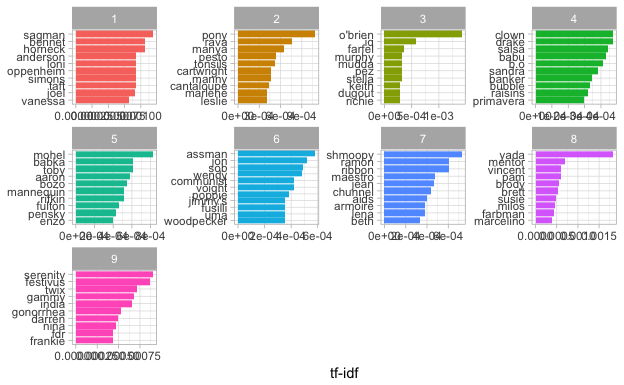 1
sagman
bennet
horneck
anderson
loni
oppenheim
simons
taft
joel
vanessa
2
pony
rava
manya
pesto
tonsils
cartwright
manny
cantaloupe
marlene
leslie
3
o'brien
iq
farfel
murphy
mudda
pez
stella
keith
dugout
richie
4
clown
drake
salsa
babu
b.o
sandra
banker
bubble
raisins
primavera
5
mohel
babka
toby
aaron
bozo
mannequin
rifkin
fulton
pensky
enzo
6
assman
jon
sob
wendy
communist
voight
poppie
jimmy's
fusilli
uma
woodpecker
7
shmoopy
ramon
ribbon
maestro
jean
chunnel
aids
armoire
lena
beth
8
yada
mentor
vincent
pam
brody
brett
susie
milos
farbman
marcelino
9
serenity
festivus
twix
gammy
india
gonorrhea
darren
nina
fdr
frankie
tf-idf